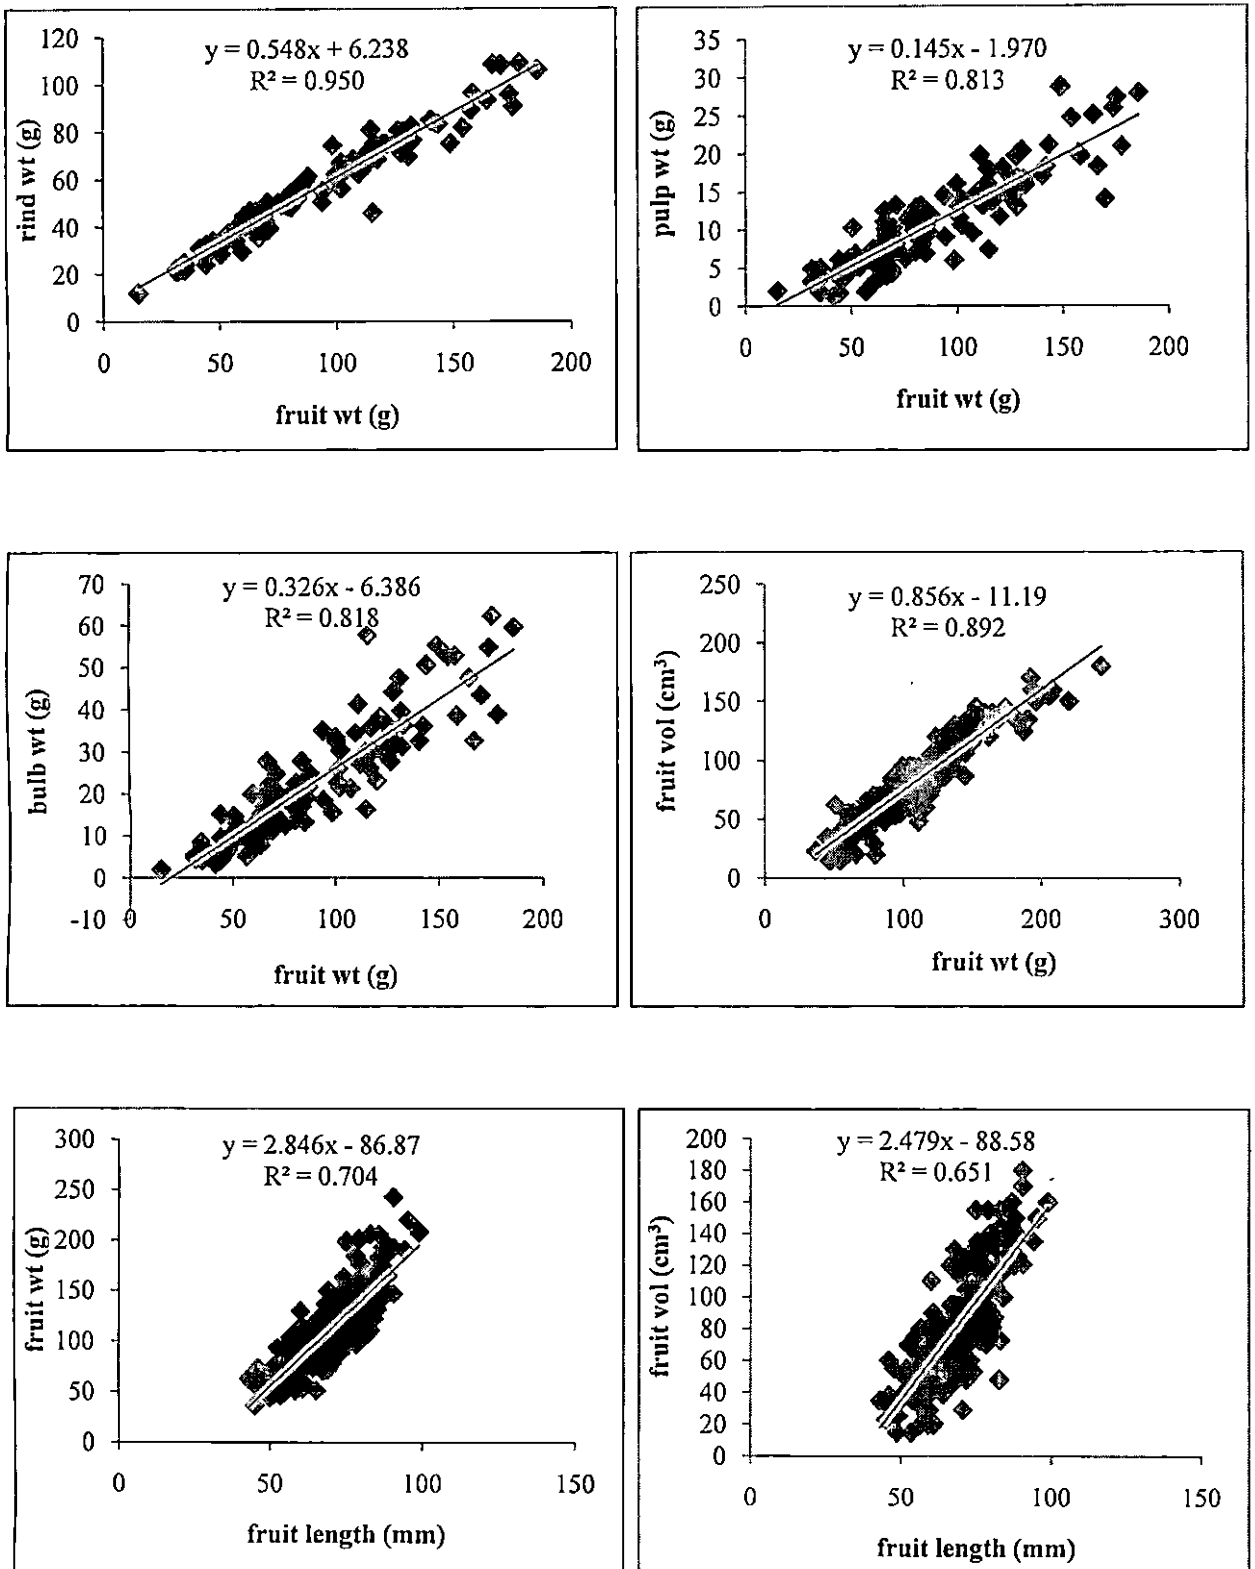 y = 0.548x + 6.238
R² = 0.950
120
100
80
60
40
20
0
rind wt (g)
0 50 100 150 200
fruit wt (g)
y = 0.145x - 1.970
R² = 0.813
35
30
25
20
15
10
5
0
pulp wt (g)
0 50 100 150 200
fruit wt (g)
y = 0.326x - 6.386
R² = 0.818
70
60
50
40
30
20
10
0
-10
bulb wt (g)
0 50 100 150 200
fruit wt (g)
y = 0.856x - 11.19
R² = 0.892
250
200
150
100
50
0
fruit vol (cm³)
0 100 200 300
fruit wt (g)
y = 2.846x - 86.87
R² = 0.704
300
250
200
150
100
50
0
fruit wt (g)
0 50 100 150
fruit length (mm)
y = 2.479x - 88.58
R² = 0.651
200
180
160
140
120
100
80
60
40
20
0
fruit vol (cm³)
0 50 100 150
fruit length (mm)